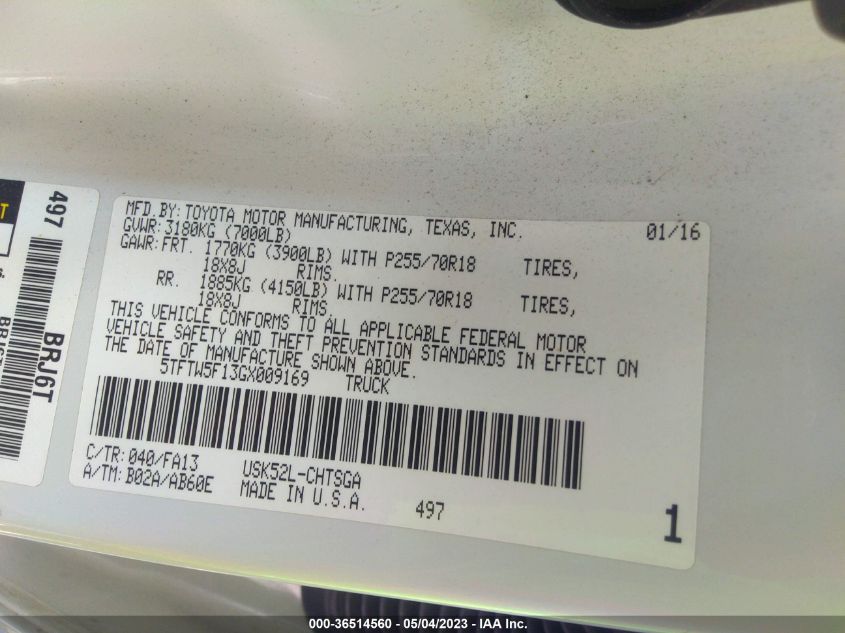 MFD.BY:TOYOTA MOTOR MANUFACTURING, TEXAS, INC. 01/16
GVWR:3180KG (7000LB)
GAWR:FRT. 1770KG (3900LB) WITH P255/70R18 TIRES,
18X8J RIMS.
RR. 1885KG (4150LB) WITH P255/70R18 TIRES,
18X8J RIMS.
THIS VEHICLE CONFORMS TO ALL APPLICABLE FEDERAL MOTOR
VEHICLE SAFETY AND THEFT PREVENTION STANDARDS IN EFFECT ON
THE DATE OF MANUFACTURE SHOWN ABOVE.
5TFTW5F13GX009169 TRUCK
C/TR:040/FA13 USK52L-CHTSGA
A/TM:B02A/AB60E MADE IN U.S.A. 497 1
497
BRJ6T
000-36514560 - 05/04/2023 - IAA Inc.